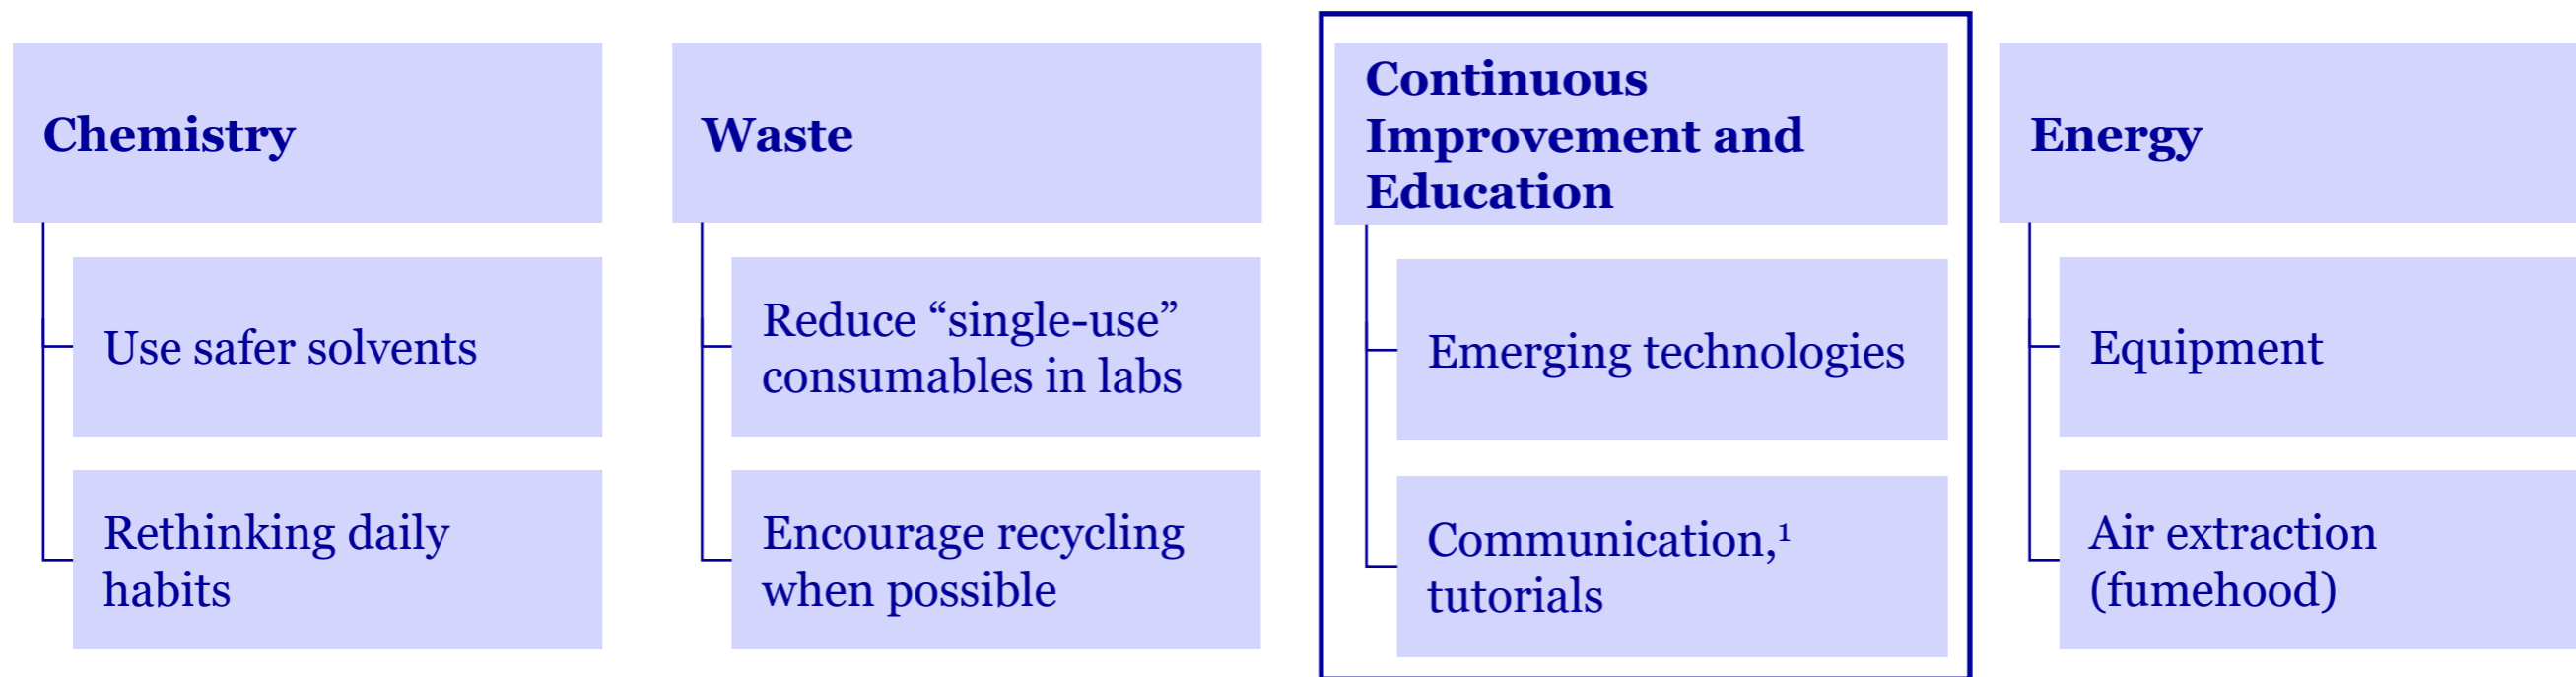 Chemistry
Use safer solvents
Rethinking daily
habits
Waste
Reduce “single-use”
consumables in labs
Encourage recycling
when possible
Continuous
Improvement and
Education
Emerging technologies
Communication,¹
tutorials
Energy
Equipment
Air extraction
(fumehood)